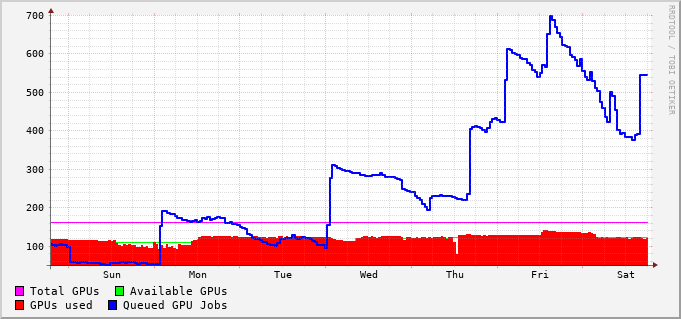 700
600
500
400
300
200
100
Sun Mon Tue Wed Thu Fri Sat
Total GPUs Available GPUs
GPUs used Queued GPU Jobs
RRDTOOL / TOBI OETIKER